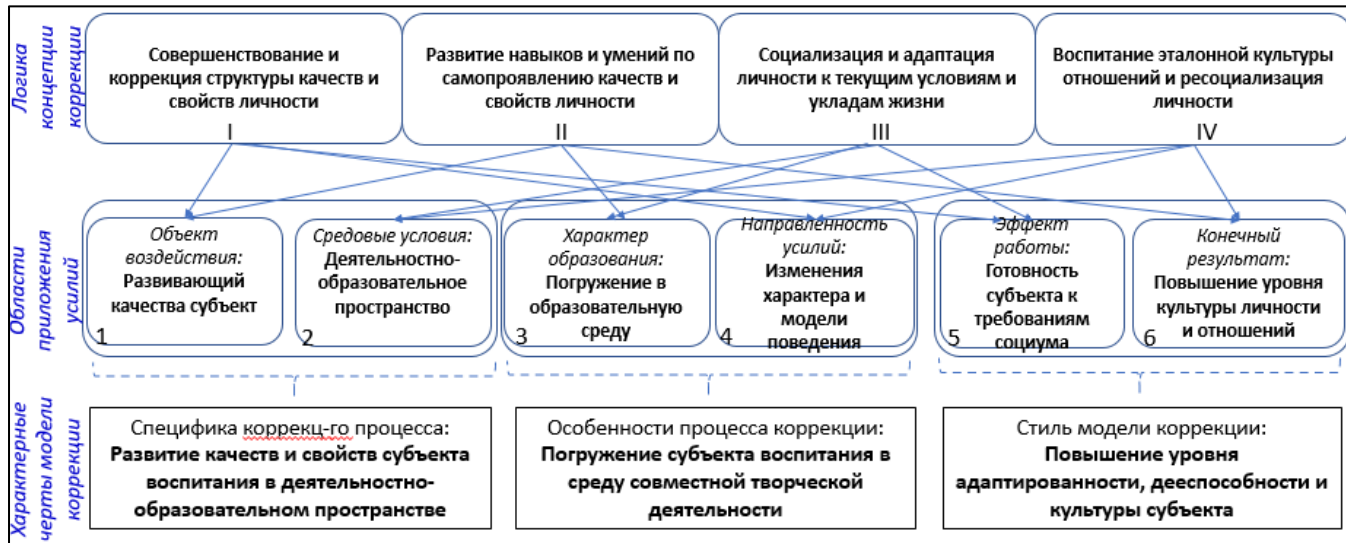 Логика
концепции
коррекции
Совершенствование и
коррекция структуры качеств и
свойств личности
I
Развитие навыков и умений по
самопроявлению качеств и
свойств личности
II
Социализация и адаптация
личности к текущим условиям и
укладам жизни
III
Воспитание эталонной культуры
отношений и ресоциализация
личности
IV
Области
приложения
усилий
Объект
воздействия:
Развивающий
качества субъект
1
Средовые условия:
Деятельностно-
образовательное
пространство
2
Характер
образования:
Погружение в
образовательную
среду
3
Направленность
усилий:
Изменения
характера и
модели
поведения
4
Эффект
работы:
Готовность
субъекта к
требованиям
социума
5
Конечный
результат:
Повышение уровня
культуры личности
и отношений
6
Характерные
черты модели
коррекции
Специфика коррекц-го процесса:
Развитие качеств и свойств субъекта
воспитания в деятельностно-
образовательном пространстве
Особенности процесса коррекции:
Погружение субъекта воспитания в
среду совместной творческой
деятельности
Стиль модели коррекции:
Повышение уровня
адаптированности, дееспособности и
культуры субъекта